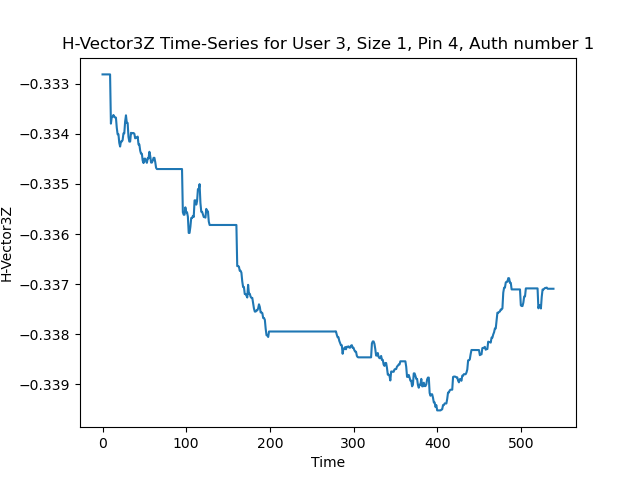 H-Vector3Z Time-Series for User 3, Size 1, Pin 4, Auth number 1
−0.333
−0.334
−0.335
−0.336
−0.337
−0.338
−0.339
H-Vector3Z
0 100 200 300 400 500
Time